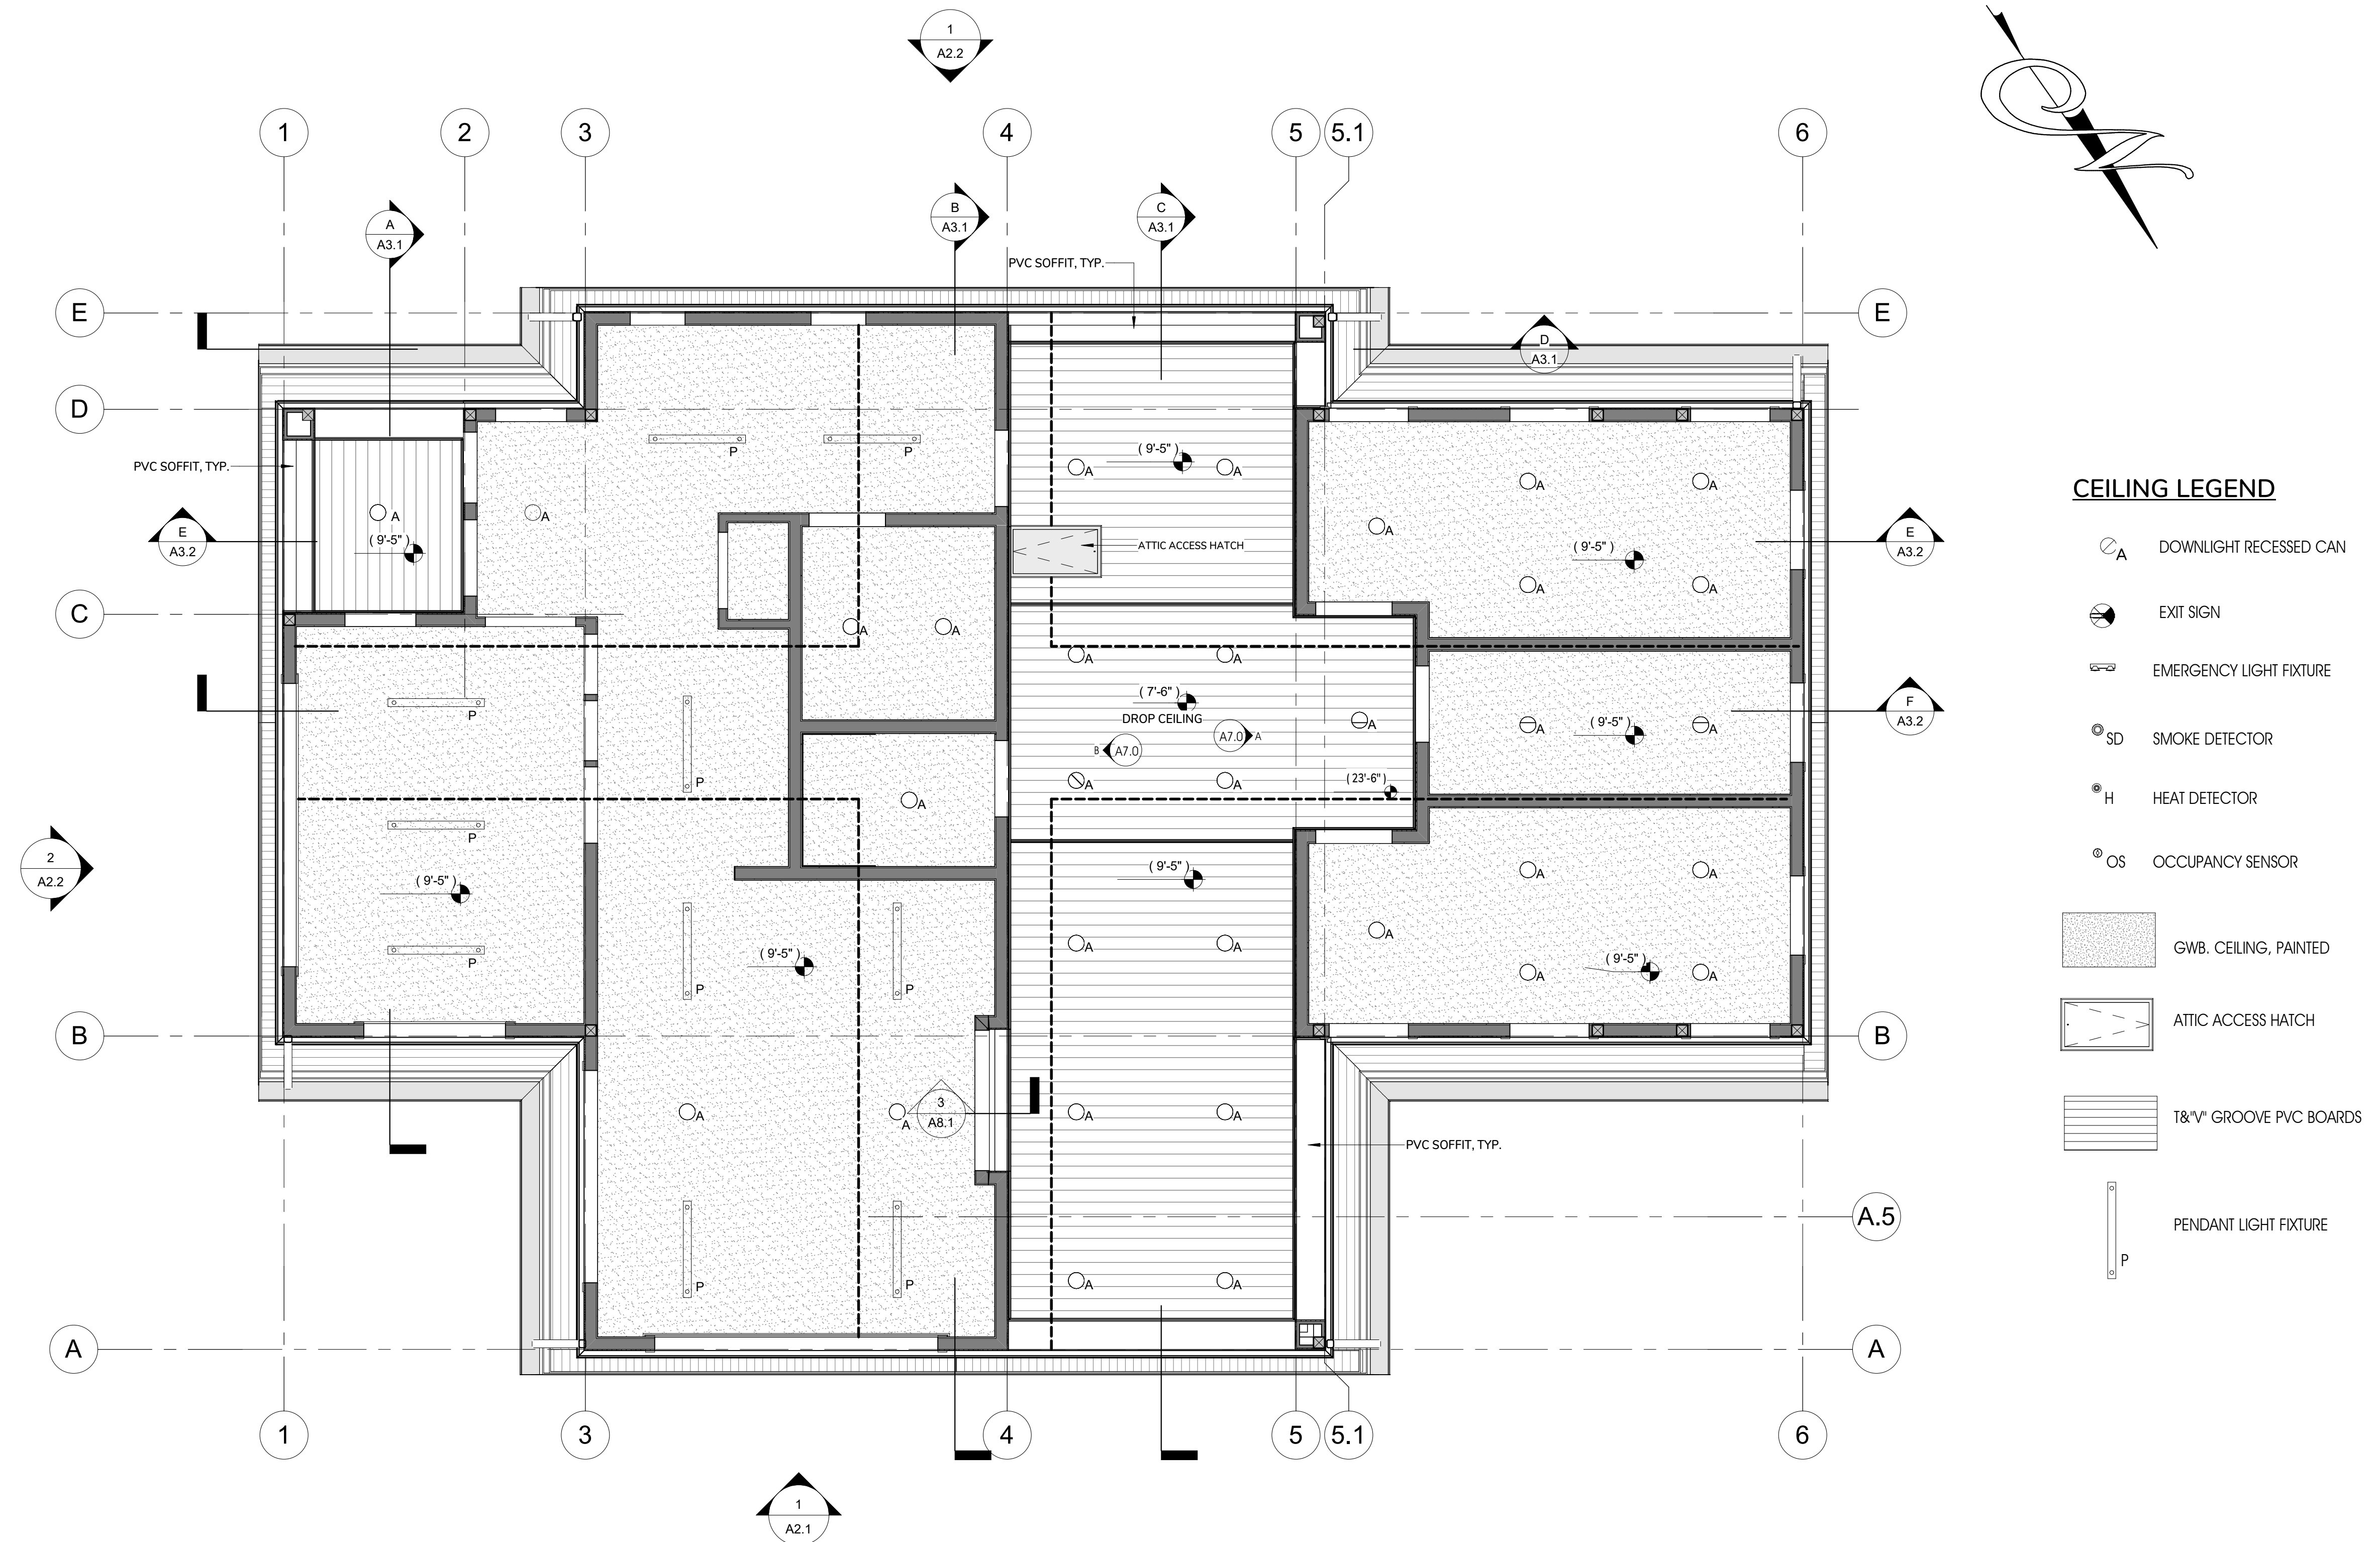 1
A2.2
1
2
3
4
5
5.1
6
A
A3.1
B
A3.1
C
A3.1
PVC SOFFIT, TYP.
E
E
D
A3.1
D
( 9'-5" )
A
A
P
P
PVC SOFFIT, TYP.
CEILING LEGEND
A
A
A
A
( 9'-5" )
A
E
A3.2
ATTIC ACCESS HATCH
( 9'-5" )
E
A3.2
A
A
A
DOWNLIGHT RECESSED CAN
EXIT SIGN
C
A
A
A
A
EMERGENCY LIGHT FIXTURE
( 7'-6" )
DROP CEILING
P
A
A
( 9'-5" )
A
F
A3.2
B
A7.0
A7.0
A
SD
SMOKE DETECTOR
P
A
A
( 23'-6" )
A
H
HEAT DETECTOR
P
2
A2.2
( 9'-5" )
( 9'-5" )
A
A
OS
OCCUPANCY SENSOR
A
A
A
P
( 9'-5" )
( 9'-5" )
A
A
P
P
GWB. CEILING, PAINTED
ATTIC ACCESS HATCH
B
B
A
A
3
A8.1
A
A
T&"V" GROOVE PVC BOARDS
PVC SOFFIT, TYP.
A.5
PENDANT LIGHT FIXTURE
P
P
P
A
A
A
A
1
3
4
5
5.1
6
1
A2.1